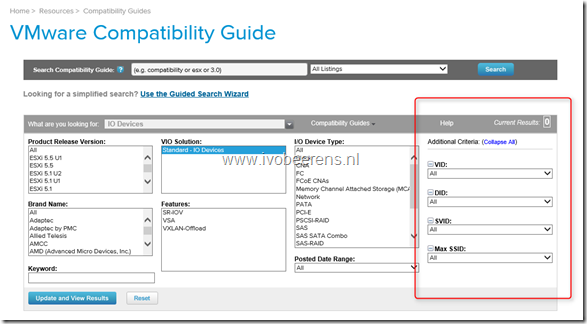 Home > Resources > Compatibility Guides
VMware Compatibility Guide
Search Compatibility Guide: ? (e.g. compatibility or esx or 3.0) All Listings Search
Looking for a simplified search? Use the Guided Search Wizard
What are you looking for: IO Devices Compatibility Guides Help Current Results: 0
Product Release Version:
All
ESXi 5.5 U1
ESXi 5.5
ESXi 5.1 U2
ESXi 5.1 U1
ESXi 5.1
Brand Name:
All
Adaptec
Adaptec by PMC
Allied Telesis
AMCC
AMD (Advanced Micro Devices, Inc.)
Keyword:
VIO Solution:
Standard - IO Devices
Features:
SR-IOV
VSA
VXLAN-Offload
I/O Device Type:
All
CNA
FC
FCoE CNAs
Memory Channel Attached Storage (MCA
Network
PATA
PCI-E
PSCSI-RAID
SAS
SAS SATA Combo
SAS-RAID
Posted Date Range:
All
Additional Criteria: (Collapse All)
VID:
All
DID:
All
SVID:
All
Max SSID:
All
Update and View Results Reset
www.ivobeerens.nl